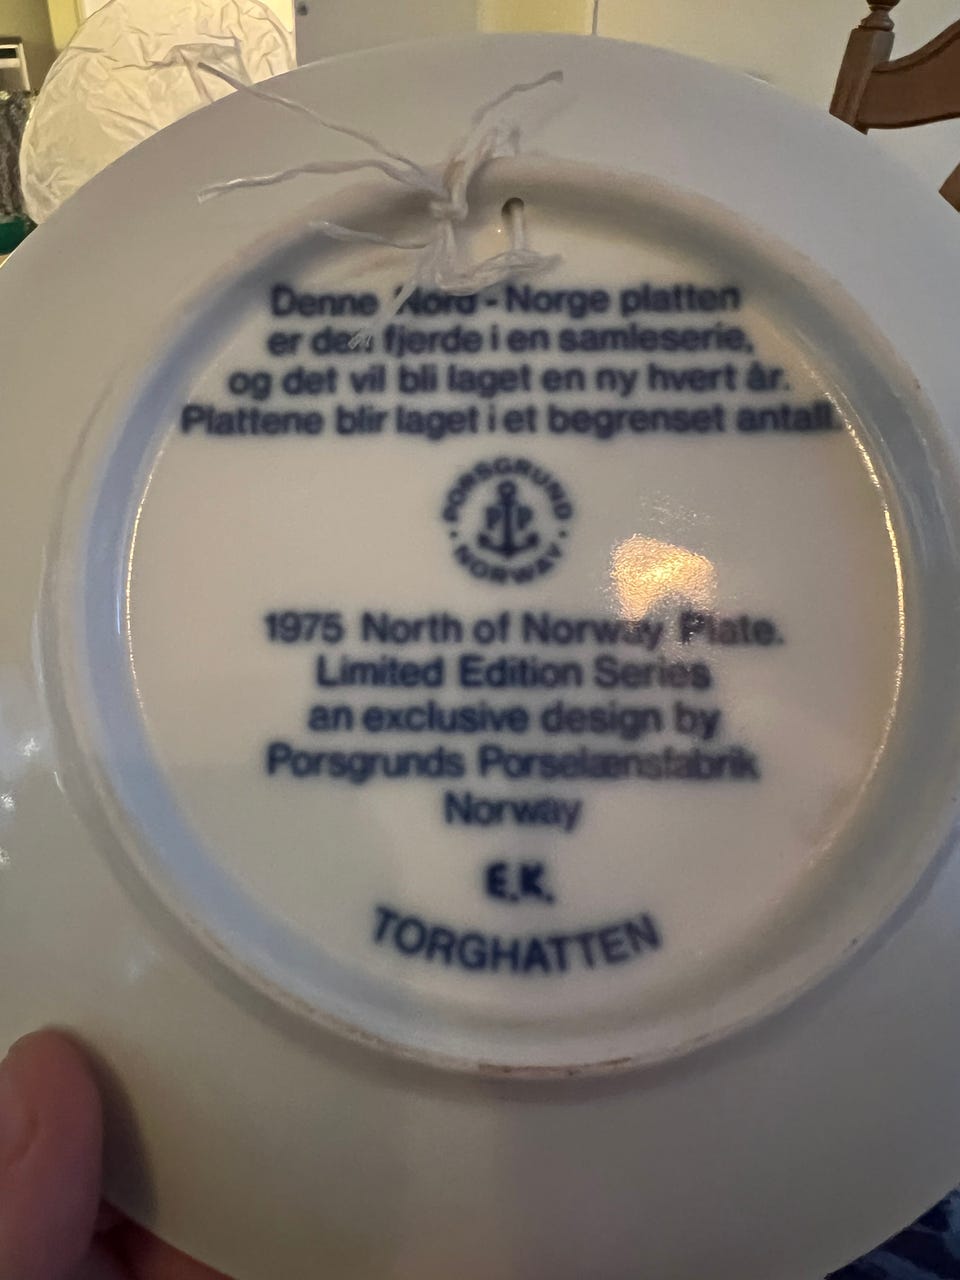 Denne Nord - Norge platten
er den fjerde i en samleserie,
og det vil bli laget en ny hvert år.
Plattene blir laget i et begrenset antall.
PORSGRUND
P P
· NORWAY ·
1975 North of Norway Plate.
Limited Edition Series
an exclusive design by
Porsgrunds Porselænsfabrik
Norway
E.K.
TORGHATTEN